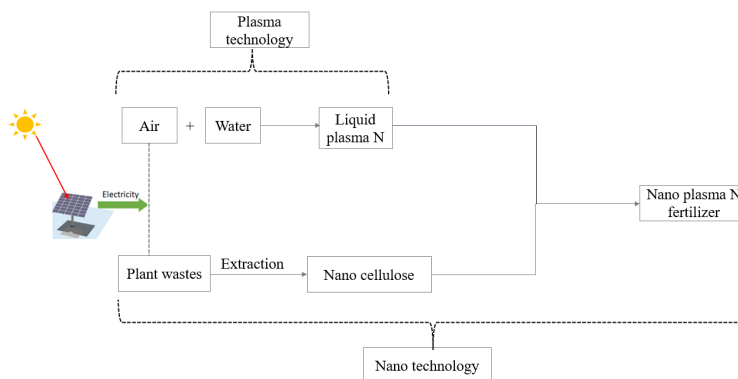 Plasma
technology
Air + Water
Liquid
plasma N
Electricity
Nano plasma N
fertilizer
Plant wastes
Extraction
Nano cellulose
Nano technology